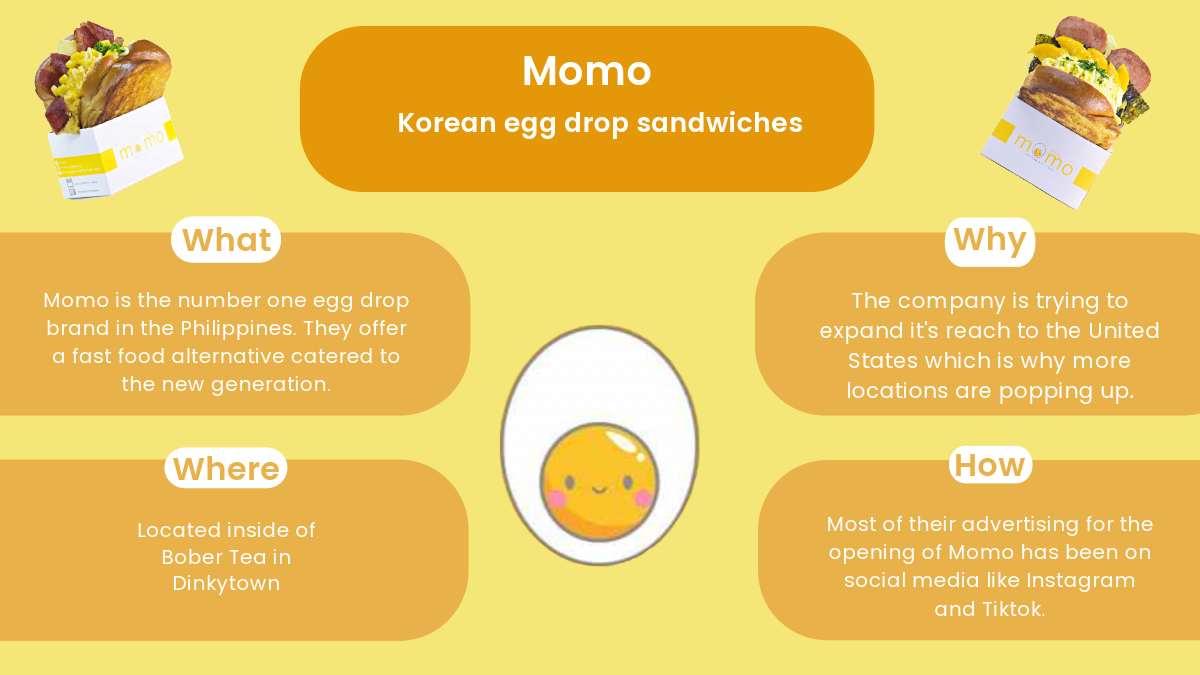 Momo
Korean egg drop sandwiches
momo
momo
What
Momo is the number one egg drop
brand in the Philippines. They offer
a fast food alternative catered to
the new generation.
Why
The company is trying to
expand it's reach to the United
States which is why more
locations are popping up.
Where
Located inside of
Bober Tea in
Dinkytown
How
Most of their advertising for the
opening of Momo has been on
social media like Instagram
and Tiktok.